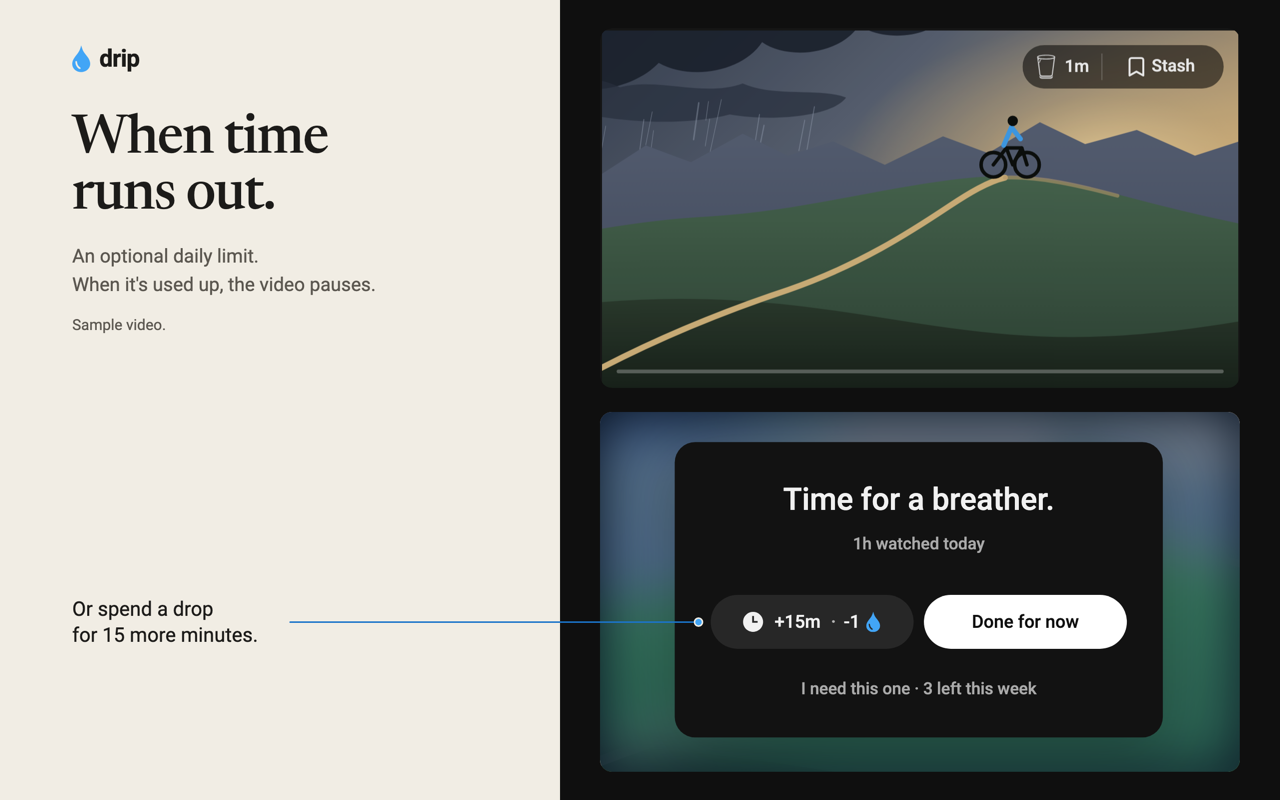 drip
When time
runs out.
An optional daily limit.
When it's used up, the video pauses.
Sample video.
Or spend a drop
for 15 more minutes.
1m
Stash
Time for a breather.
1h watched today
+15m · -1
Done for now
I need this one · 3 left this week